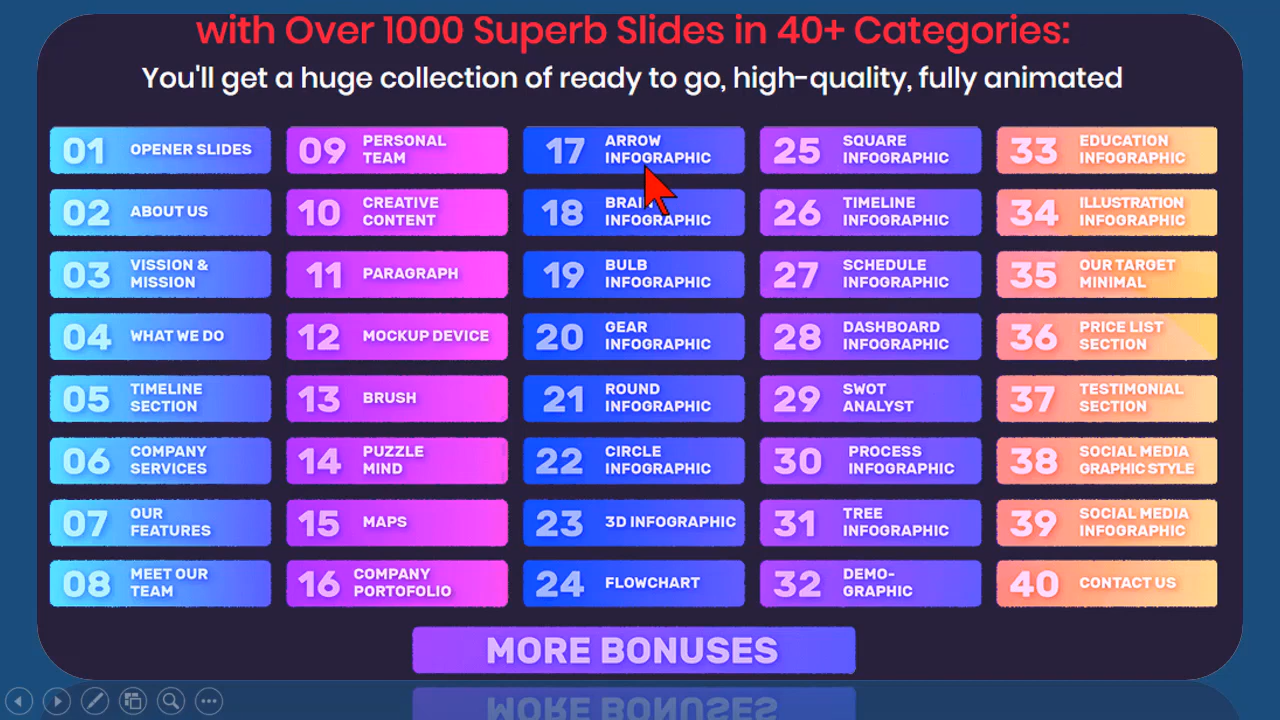 with Over 1000 Superb Slides in 40+ Categories:
You'll get a huge collection of ready to go, high-quality, fully animated
01 OPENER SLIDES
02 ABOUT US
03 VISSION &
MISSION
04 WHAT WE DO
05 TIMELINE
SECTION
06 COMPANY
SERVICES
07 OUR
FEATURES
08 MEET OUR
TEAM
09 PERSONAL
TEAM
10 CREATIVE
CONTENT
11 PARAGRAPH
12 MOCKUP DEVICE
13 BRUSH
14 PUZZLE
MIND
15 MAPS
16 COMPANY
PORTOFOLIO
17 ARROW
INFOGRAPHIC
18 BRAIN
INFOGRAPHIC
19 BULB
INFOGRAPHIC
20 GEAR
INFOGRAPHIC
21 ROUND
INFOGRAPHIC
22 CIRCLE
INFOGRAPHIC
23 3D INFOGRAPHIC
24 FLOWCHART
25 SQUARE
INFOGRAPHIC
26 TIMELINE
INFOGRAPHIC
27 SCHEDULE
INFOGRAPHIC
28 DASHBOARD
INFOGRAPHIC
29 SWOT
ANALYST
30 PROCESS
INFOGRAPHIC
31 TREE
INFOGRAPHIC
32 DEMO-
GRAPHIC
33 EDUCATION
INFOGRAPHIC
34 ILLUSTRATION
INFOGRAPHIC
35 OUR TARGET
MINIMAL
36 PRICE LIST
SECTION
37 TESTIMONIAL
SECTION
38 SOCIAL MEDIA
GRAPHIC STYLE
39 SOCIAL MEDIA
INFOGRAPHIC
40 CONTACT US
MORE BONUSES